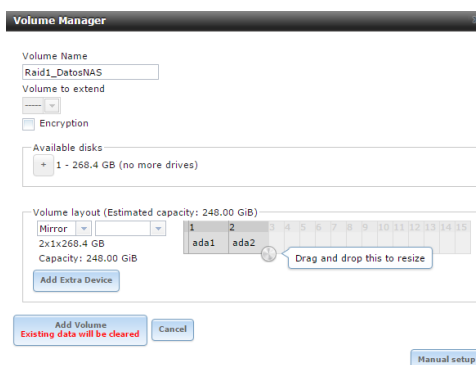 Volume Manager
Volume Name
Raid1_DatosNAS
Volume to extend
-----
Encryption
Available disks
+ 1 - 268.4 GB (no more drives)
Volume layout (Estimated capacity: 248.00 GiB)
Mirror
1 2 3 4 5 6 7 8 9 10 11 12 13 14 15
ada1 ada2
2x1x268.4 GB
Capacity: 248.00 GiB
Drag and drop this to resize
Add Extra Device
Add Volume
Existing data will be cleared
Cancel
Manual setup